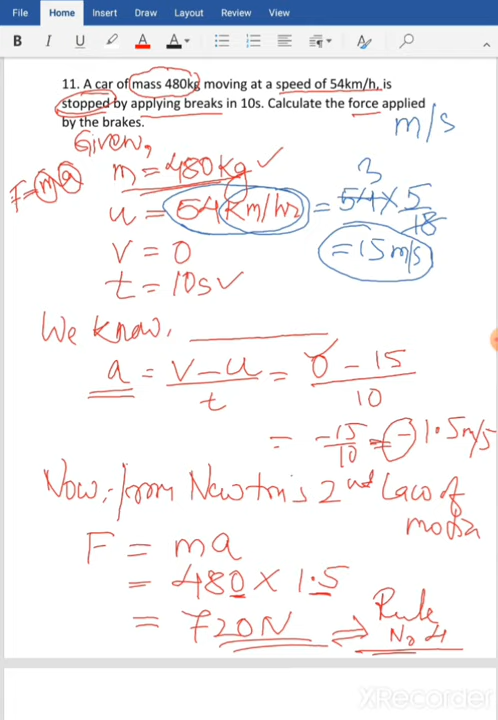 File Home Insert Draw Layout Review View
B I U A A
11. A car of mass 480kg moving at a speed of 54km/h, is
stopped by applying breaks in 10s. Calculate the force applied
by the brakes.
m/s
Given,
F=ma
m = 480kg ✓
u = 54km/hr = 54 × 5/18
3
= 15 m/s
v = 0
t = 10s ✓
We know,
a = v-u/t = 0-15/10
= -15/10 = -1.5m/s
Now, from Newton's 2nd Law of
motion
F = ma
= 480 × 1.5
= 720N ⇒ Rule
No 4
XRecorder